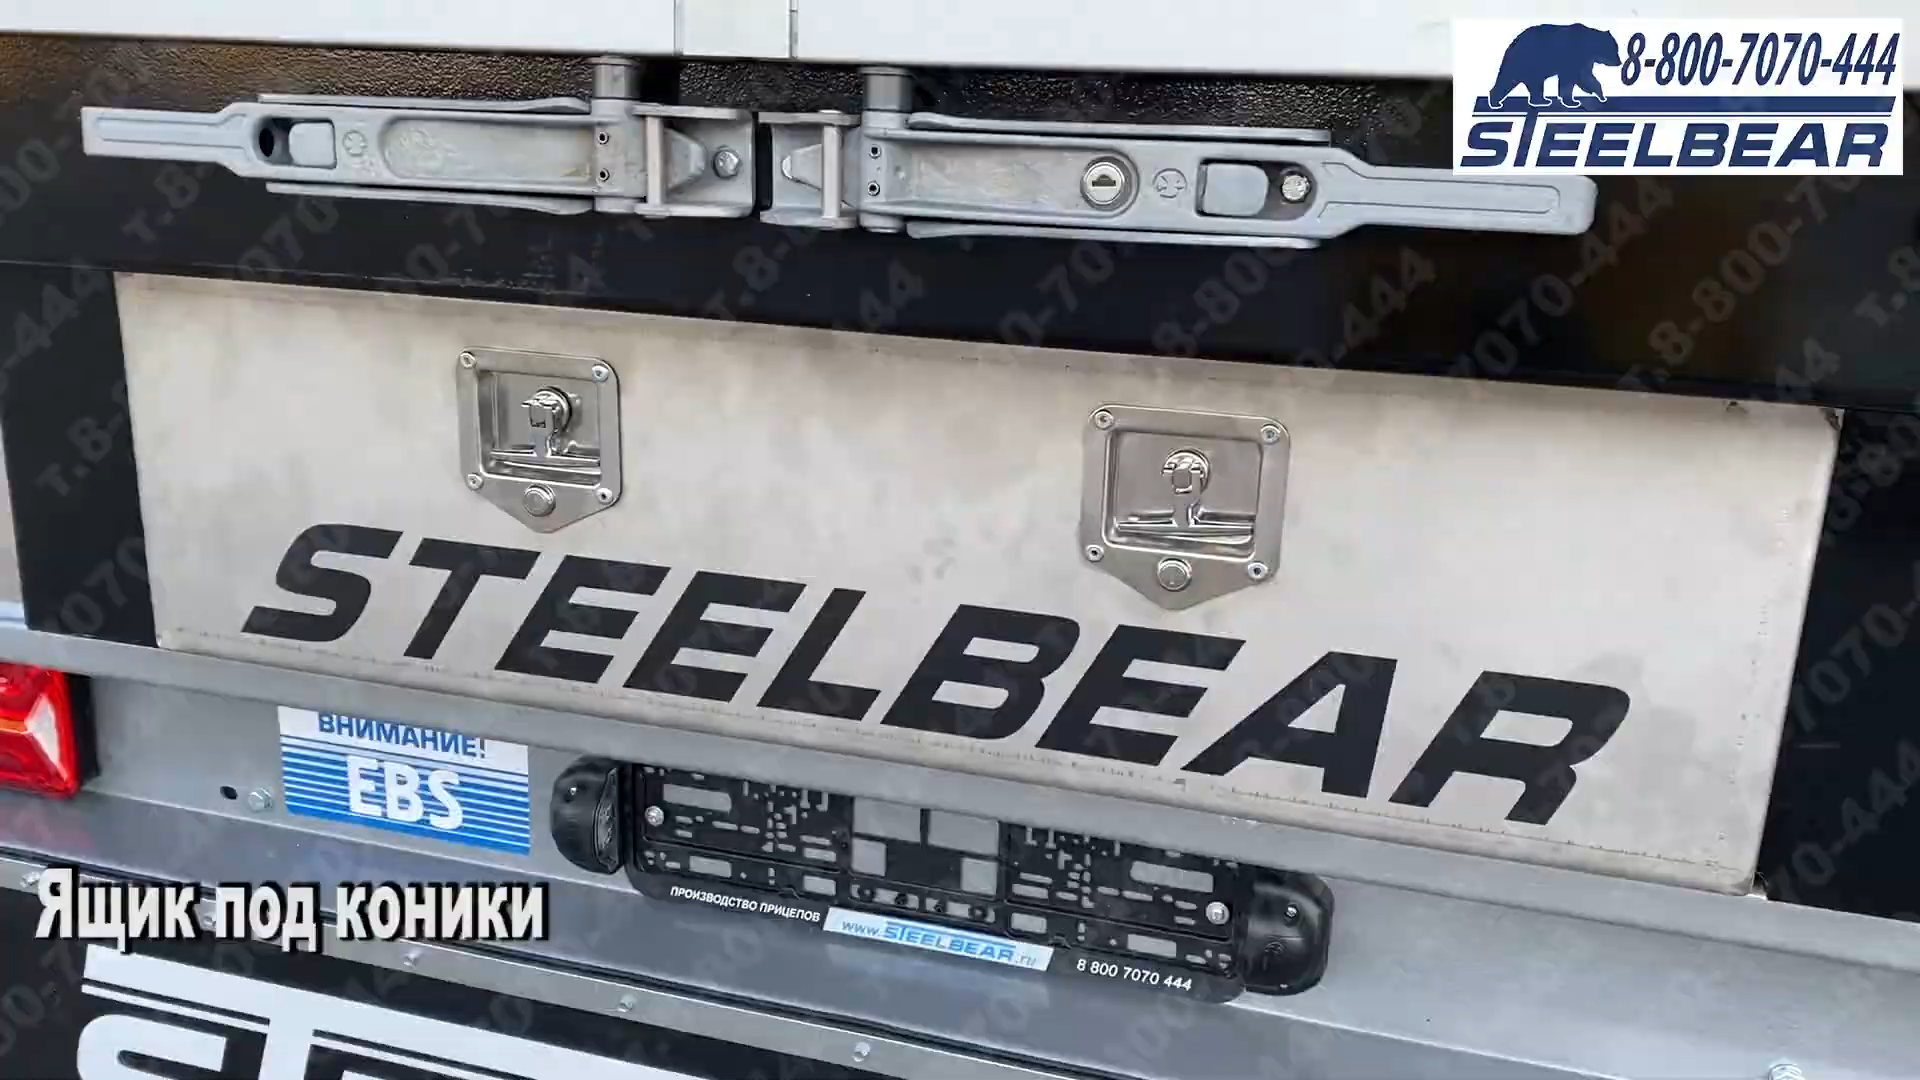 8-800-7070-444
STEELBEAR
STEELBEAR
ВНИМАНИЕ!
EBS
Ящик под коники
ПРОИЗВОДСТВО ПРИЦЕПОВ
www.STEELBEAR.ru
8 800 7070 444